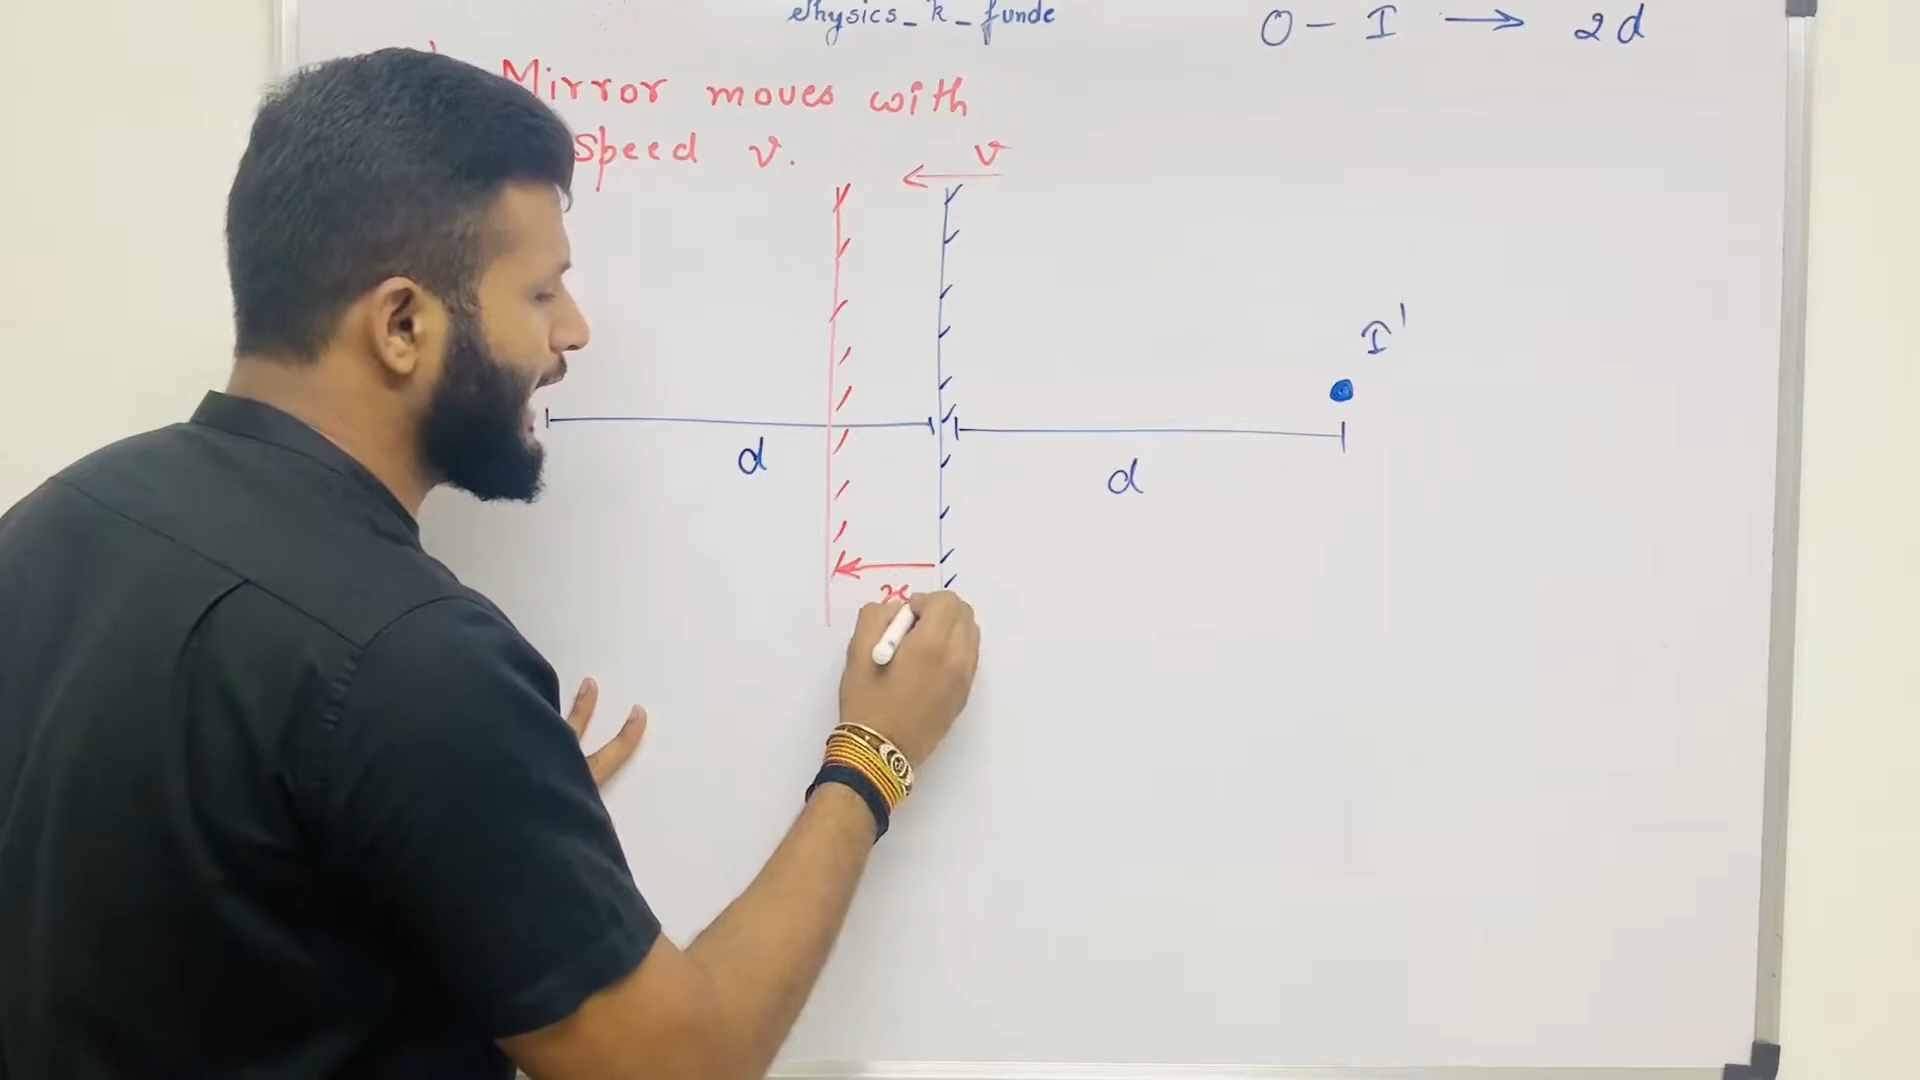 Physics_k_funde
O - I → 2d
Mirror moves with
speed v.
v
I'
d
d
x